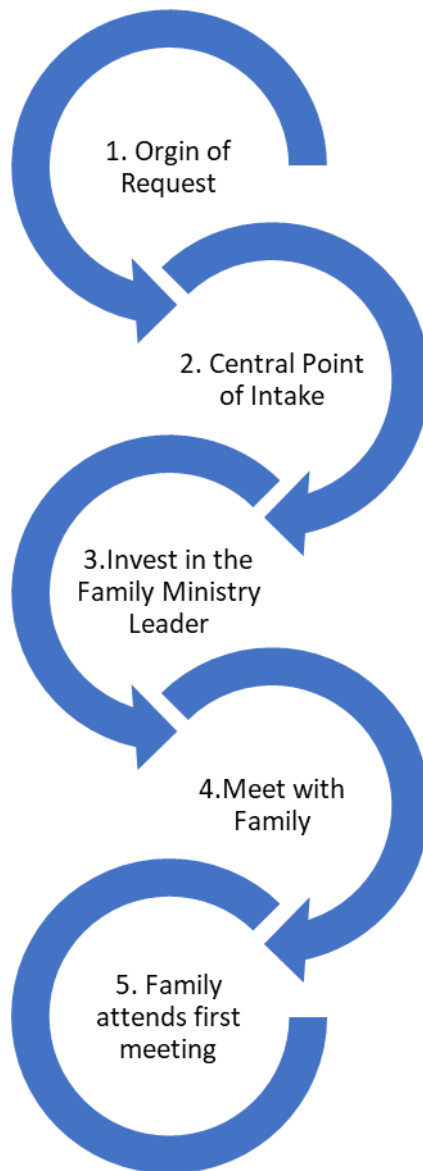 1. Orgin of
Request
2. Central Point
of Intake
3.Invest in the
Family Ministry
Leader
4.Meet with
Family
5. Family
attends first
meeting